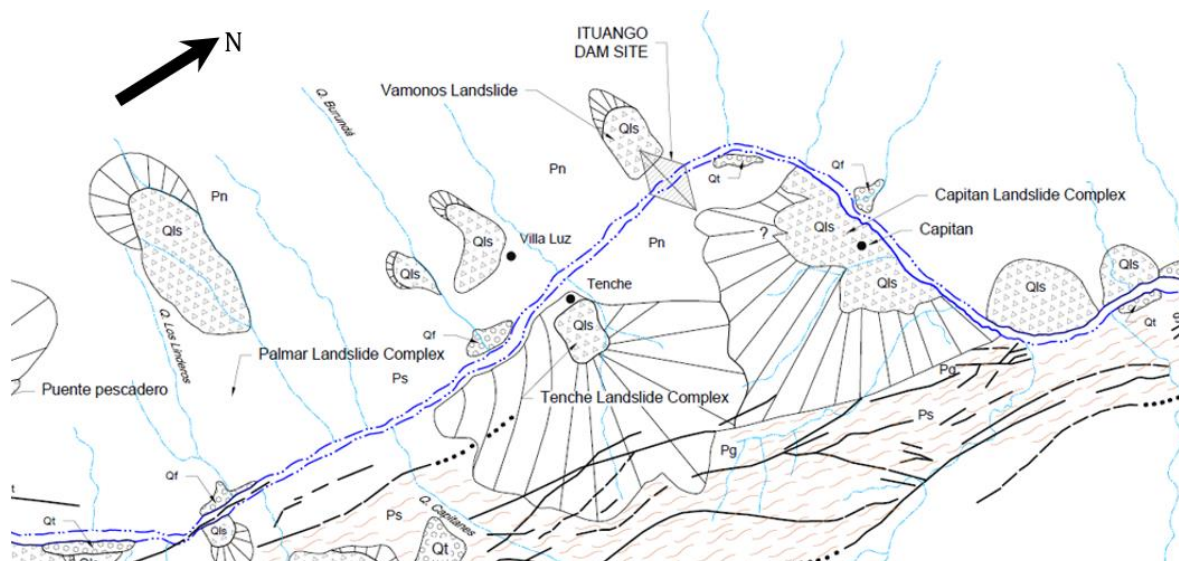 N
ITUANGO
DAM SITE
Vamonos Landslide
Q. Burundá
Qls
Pn
Qt
Qf
Capitan Landslide Complex
Pn
Qls
Qls
?
Qls
Capitan
Pn
Villa Luz
Qls
Qls
Qls
Qls
Tenche
Qls
Qt
Qf
Q. Los Linderos
Palmar Landslide Complex
Ps
Puente pescadero
Tenche Landslide Complex
Pg
Ps
Pg
Qf
Ps
Q. Capitanes
Qt
Qls
Qt
Qls